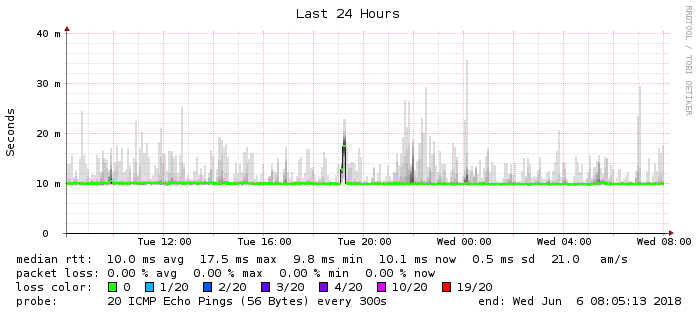 Last 24 Hours
RRDTOOL / TOBI OETIKER
Seconds
40 m
30 m
20 m
10 m
0
Tue 12:00 Tue 16:00 Tue 20:00 Wed 00:00 Wed 04:00 Wed 08:00
median rtt: 10.0 ms avg 17.5 ms max 9.8 ms min 10.1 ms now 0.5 ms sd 21.0 am/s
packet loss: 0.00 % avg 0.00 % max 0.00 % min 0.00 % now
loss color: 0 1/20 2/20 3/20 4/20 10/20 19/20
probe: 20 ICMP Echo Pings (56 Bytes) every 300s end: Wed Jun 6 08:05:13 2018